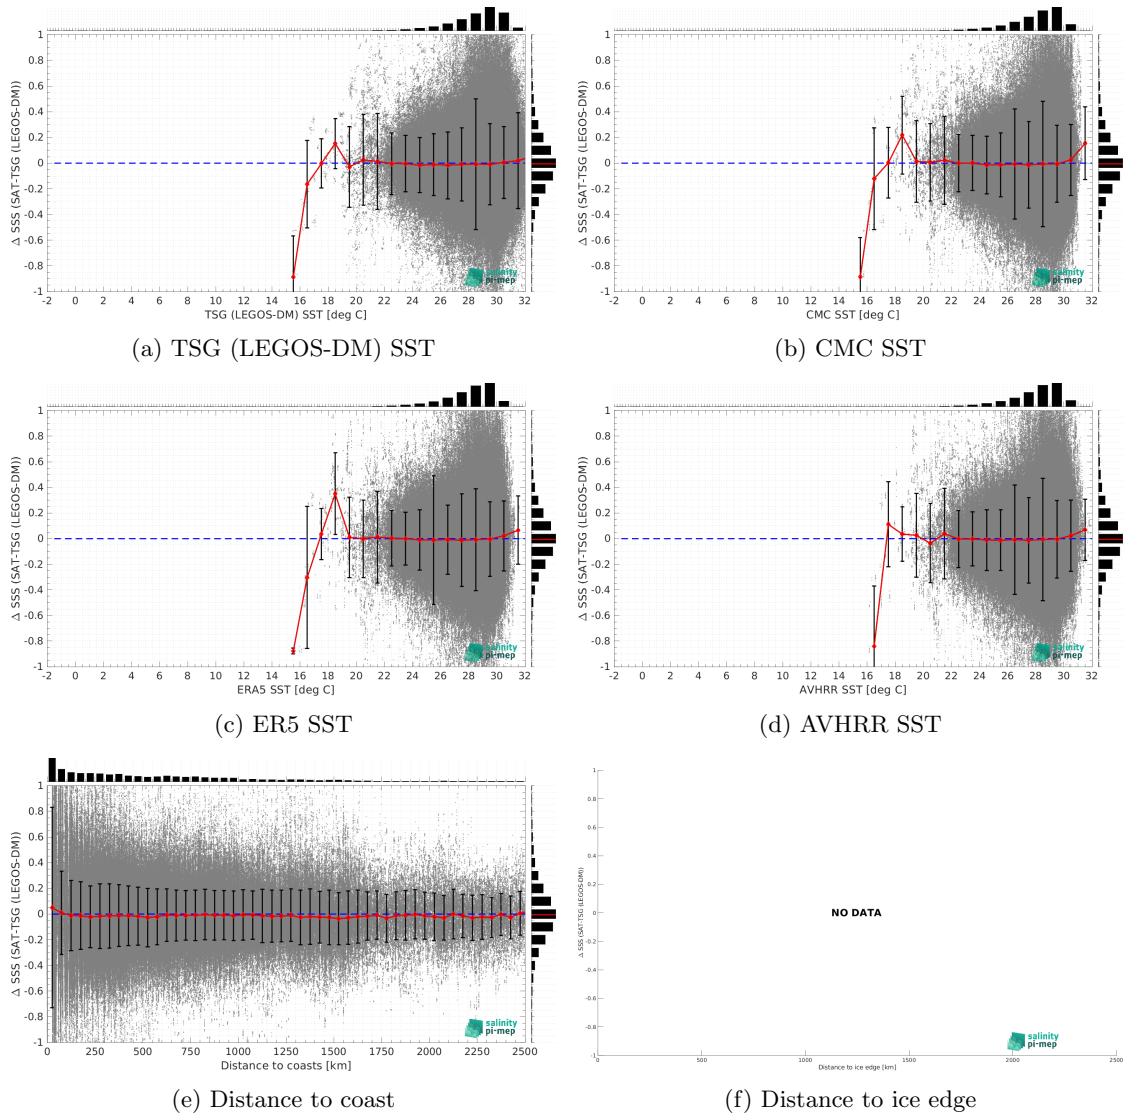 1
0.8
0.6
0.4
0.2
0
-0.2
-0.4
-0.6
-0.8
-1
Δ SSS (SAT-TSG (LEGOS-DM))
salinity
pi-mep
-2 0 2 4 6 8 10 12 14 16 18 20 22 24 26 28 30 32
TSG (LEGOS-DM) SST [deg C]
(a) TSG (LEGOS-DM) SST
1
0.8
0.6
0.4
0.2
0
-0.2
-0.4
-0.6
-0.8
-1
Δ SSS (SAT-TSG (LEGOS-DM))
salinity
pi-mep
-2 0 2 4 6 8 10 12 14 16 18 20 22 24 26 28 30 32
CMC SST [deg C]
(b) CMC SST
1
0.8
0.6
0.4
0.2
0
-0.2
-0.4
-0.6
-0.8
-1
Δ SSS (SAT-TSG (LEGOS-DM))
salinity
pi-mep
-2 0 2 4 6 8 10 12 14 16 18 20 22 24 26 28 30 32
ERA5 SST [deg C]
(c) ER5 SST
1
0.8
0.6
0.4
0.2
0
-0.2
-0.4
-0.6
-0.8
-1
Δ SSS (SAT-TSG (LEGOS-DM))
salinity
pi-mep
-2 0 2 4 6 8 10 12 14 16 18 20 22 24 26 28 30 32
AVHRR SST [deg C]
(d) AVHRR SST
1
0.8
0.6
0.4
0.2
0
-0.2
-0.4
-0.6
-0.8
-1
Δ SSS (SAT-TSG (LEGOS-DM))
salinity
pi-mep
0 250 500 750 1000 1250 1500 1750 2000 2250 2500
Distance to coasts [km]
(e) Distance to coast
1
0.8
0.6
0.4
0.2
0
-0.2
-0.4
-0.6
-0.8
-1
Δ SSS (SAT-TSG (LEGOS-DM))
NO DATA
salinity
pi-mep
0 500 1000 1500 2000 2500
Distance to ice edge [km]
(f) Distance to ice edge